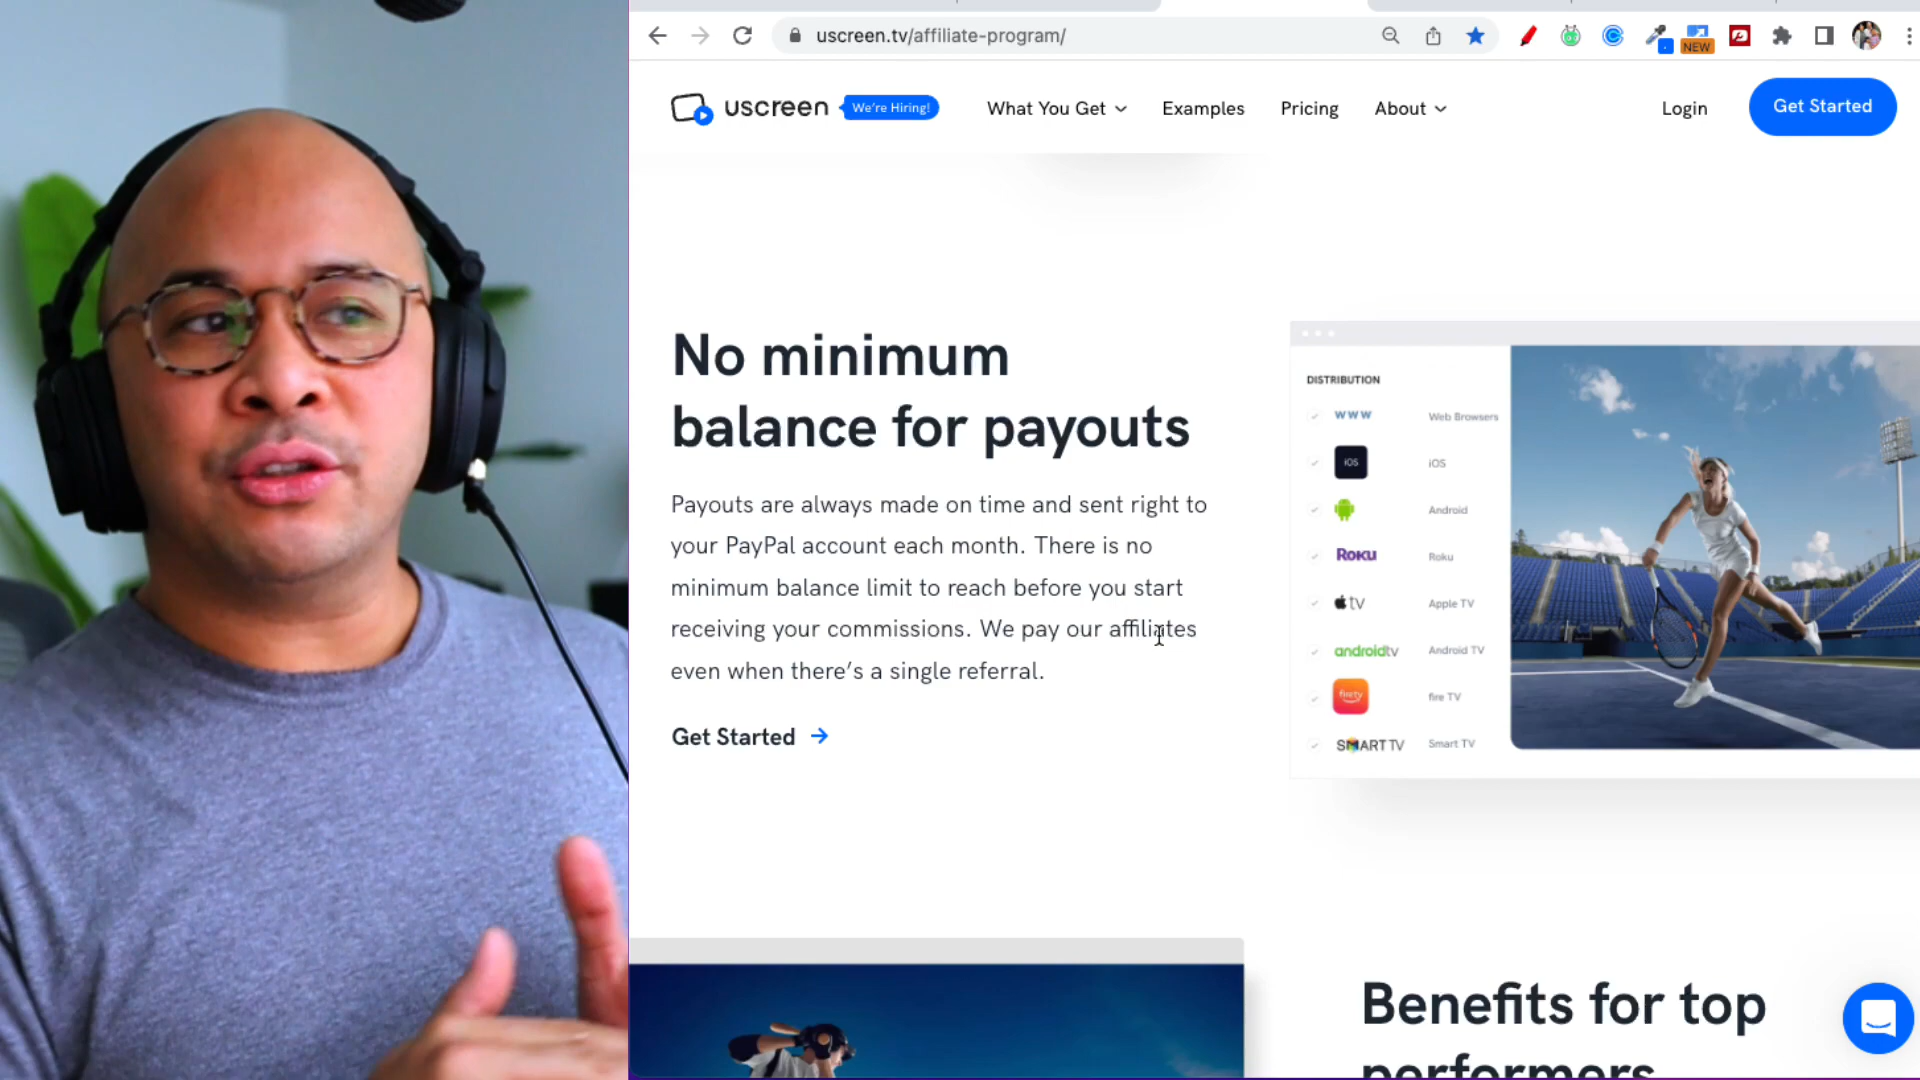 uscreen.tv/affiliate-program/
NEW
uscreen
We're Hiring!
What You Get
Examples
Pricing
About
Login
Get Started
No minimum
balance for payouts
Payouts are always made on time and sent right to
your PayPal account each month. There is no
minimum balance limit to reach before you start
receiving your commissions. We pay our affiliates
even when there's a single referral.
Get Started
DISTRIBUTION
WWW Web Browsers
iOS iOS
Android
ROKU Roku
tv Apple TV
androidtv Android TV
firetv fire TV
SMART TV Smart TV
Benefits for top
performers